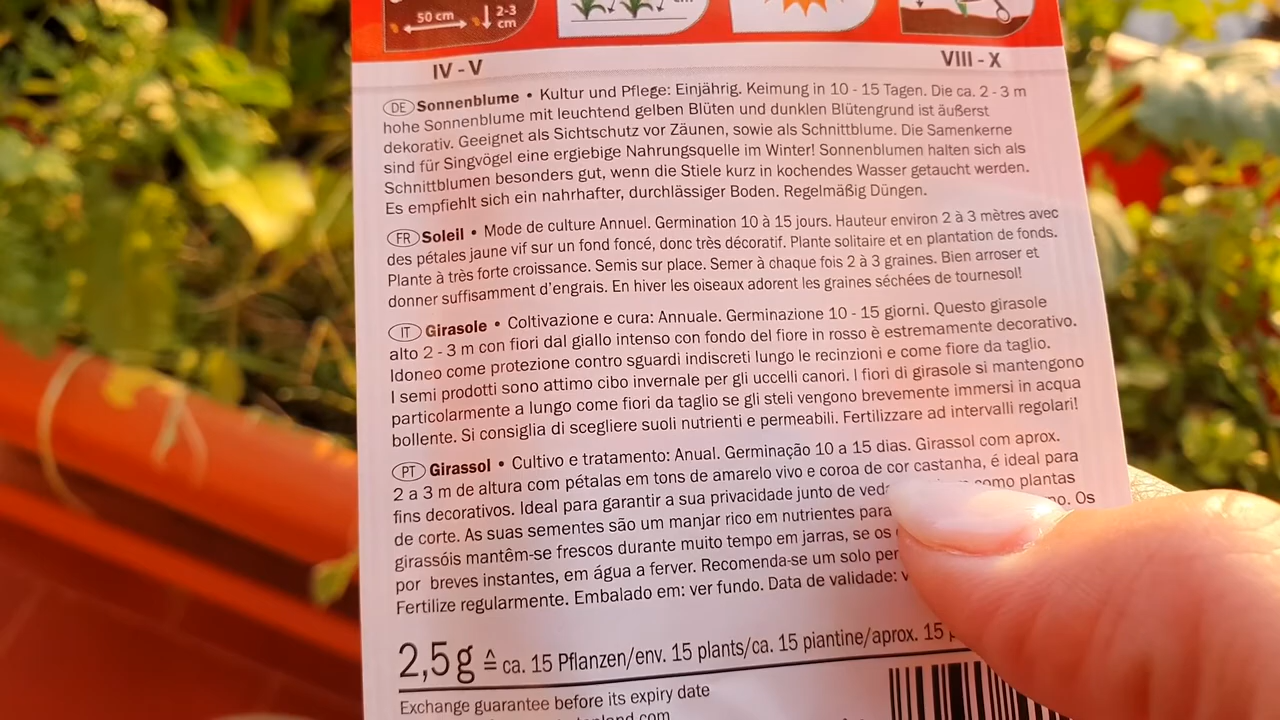 50 cm
2-3
cm
cm
IV - V
VIII - X
DE Sonnenblume • Kultur und Pflege: Einjährig. Keimung in 10 - 15 Tagen. Die ca. 2 - 3 m
hohe Sonnenblume mit leuchtend gelben Blüten und dunklen Blütengrund ist äußerst
dekorativ. Geeignet als Sichtschutz vor Zäunen, sowie als Schnittblume. Die Samenkerne
sind für Singvögel eine ergiebige Nahrungsquelle im Winter! Sonnenblumen halten sich als
Schnittblumen besonders gut, wenn die Stiele kurz in kochendes Wasser getaucht werden.
Es empfiehlt sich ein nahrhafter, durchlässiger Boden. Regelmäßig Düngen.
FR Soleil • Mode de culture Annuel. Germination 10 à 15 jours. Hauteur environ 2 à 3 mètres avec
des pétales jaune vif sur un fond foncé, donc très décoratif. Plante solitaire et en plantation de fonds.
Plante à très forte croissance. Semis sur place. Semer à chaque fois 2 à 3 graines. Bien arroser et
donner suffisamment d'engrais. En hiver les oiseaux adorent les graines séchées de tournesol!
IT Girasole • Coltivazione e cura: Annuale. Germinazione 10 - 15 giorni. Questo girasole
alto 2 - 3 m con fiori dal giallo intenso con fondo del fiore in rosso è estremamente decorativo.
Idoneo come protezione contro sguardi indiscreti lungo le recinzioni e come fiore da taglio.
I semi prodotti sono attimo cibo invernale per gli uccelli canori. I fiori di girasole si mantengono
particolarmente a lungo come fiori da taglio se gli steli vengono brevemente immersi in acqua
bollente. Si consiglia di scegliere suoli nutrienti e permeabili. Fertilizzare ad intervalli regolari!
PT Girassol • Cultivo e tratamento: Anual. Germinação 10 a 15 dias. Girassol com aprox.
2 a 3 m de altura com pétalas em tons de amarelo vivo e coroa de cor castanha, é ideal para
fins decorativos. Ideal para garantir a sua privacidade junto de como plantas
de corte. As suas sementes são um manjar rico em nutrientes para Os
girassóis mantêm-se frescos durante muito tempo em jarras, se os
por breves instantes, em água a ferver. Recomenda-se um solo
Fertilize regularmente. Embalado em: ver fundo. Data de validade:
2,5 g ≙ ca. 15 Pflanzen/env. 15 plants/ca. 15 piantine/aprox. 15
Exchange guarantee before its expiry date